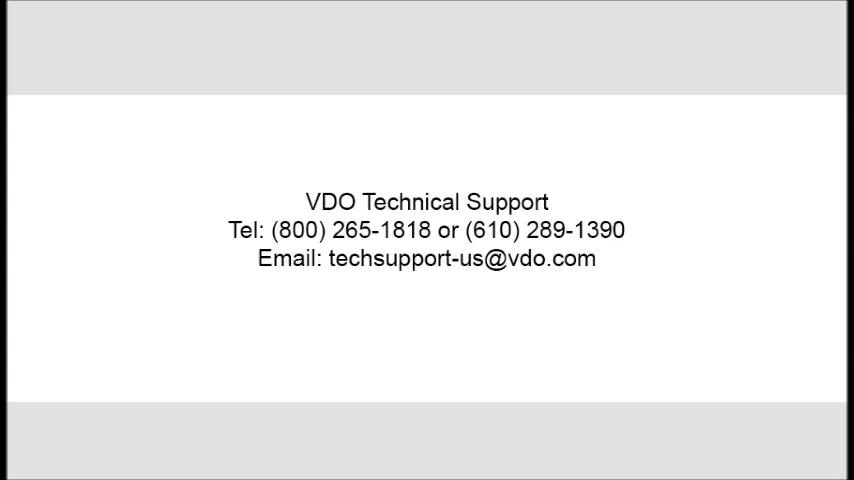 VDO Technical Support
Tel: (800) 265-1818 or (610) 289-1390
Email: techsupport-us@vdo.com